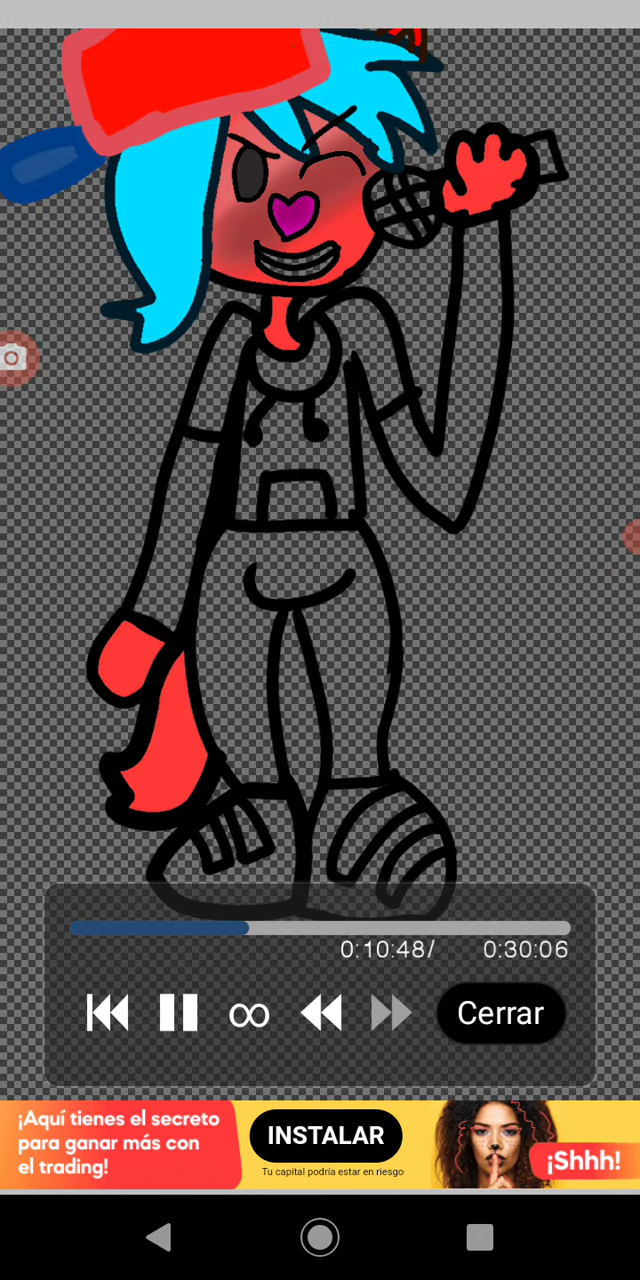 0:10:48/ 0:30:06
Cerrar
¡Aquí tienes el secreto
para ganar más con
el trading!
INSTALAR
Tu capital podría estar en riesgo
¡Shhh!